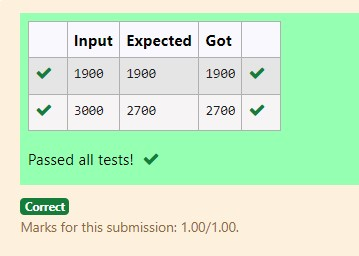 Input Expected Got
1900 1900 1900
3000 2700 2700
Passed all tests!
Correct
Marks for this submission: 1.00/1.00.